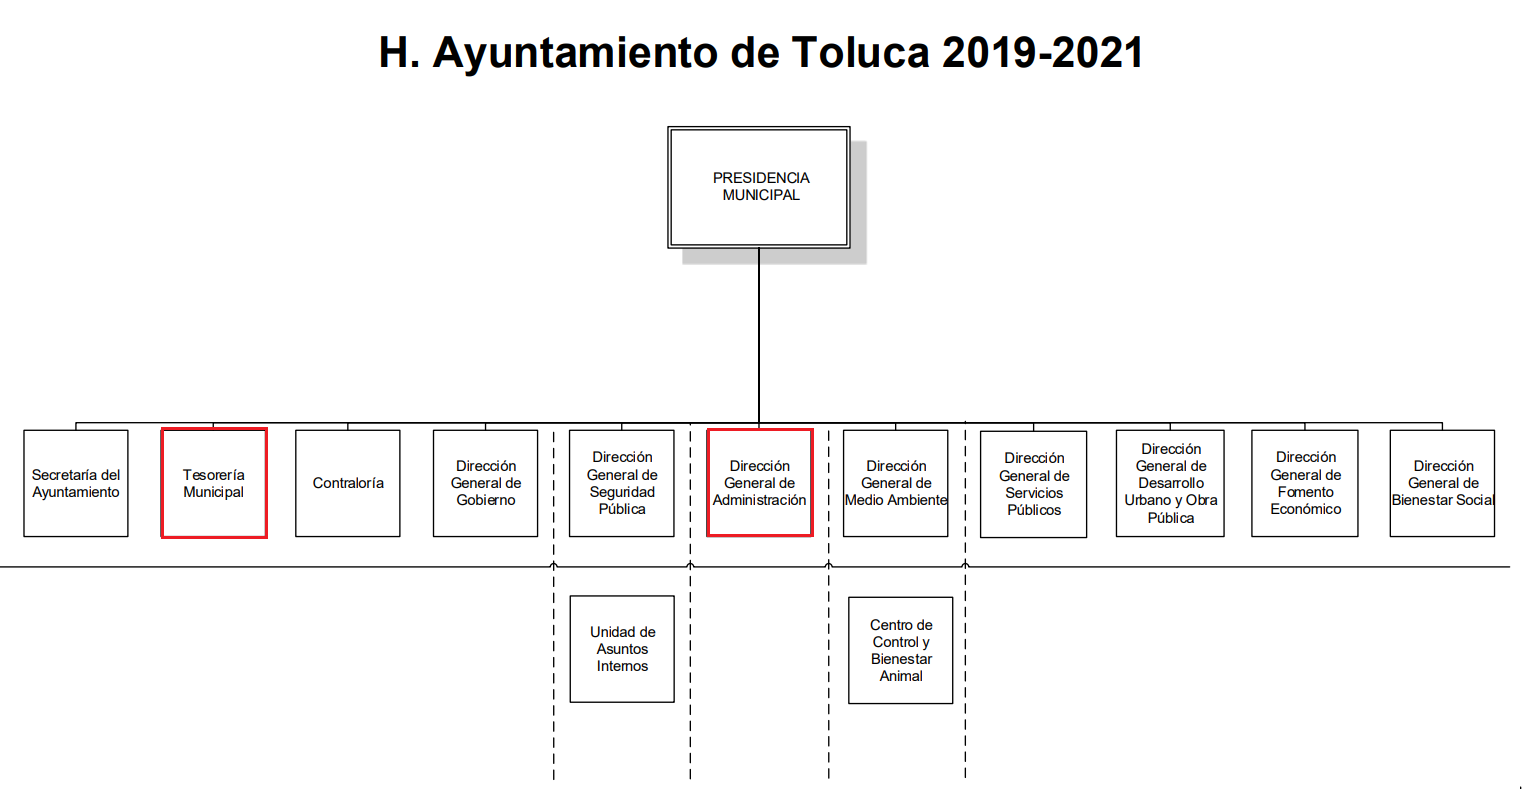 H. Ayuntamiento de Toluca 2019-2021
PRESIDENCIA
MUNICIPAL
Secretaría del
Ayuntamiento
Tesorería
Municipal
Contraloría
Dirección
General de
Gobierno
Dirección
General de
Seguridad
Pública
Dirección
General de
Administración
Dirección
General de
Medio Ambiente
Dirección
General de
Servicios
Públicos
Dirección
General de
Desarrollo
Urbano y Obra
Pública
Dirección
General de
Fomento
Económico
Dirección
General de
Bienestar Social
Unidad de
Asuntos
Internos
Centro de
Control y
Bienestar
Animal